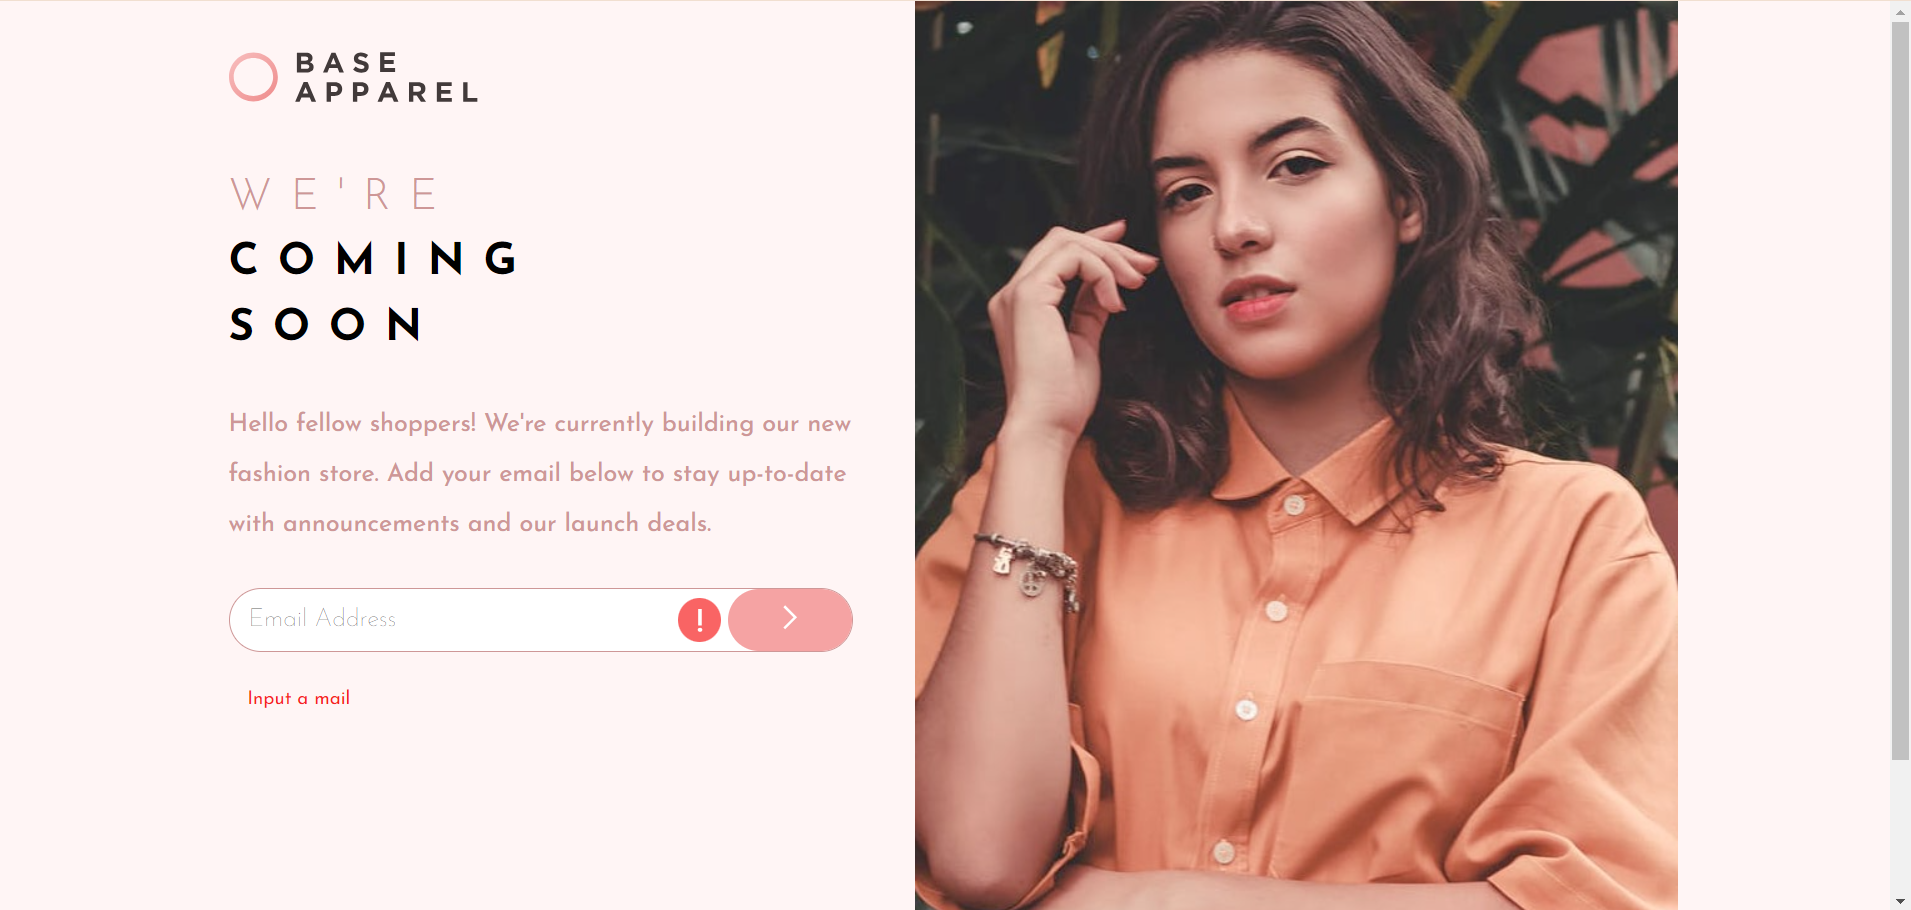 BASE
APPAREL
WE'RE
COMING
SOON
Hello fellow shoppers! We're currently building our new
fashion store. Add your email below to stay up-to-date
with announcements and our launch deals.
Email Address
!
Input a mail